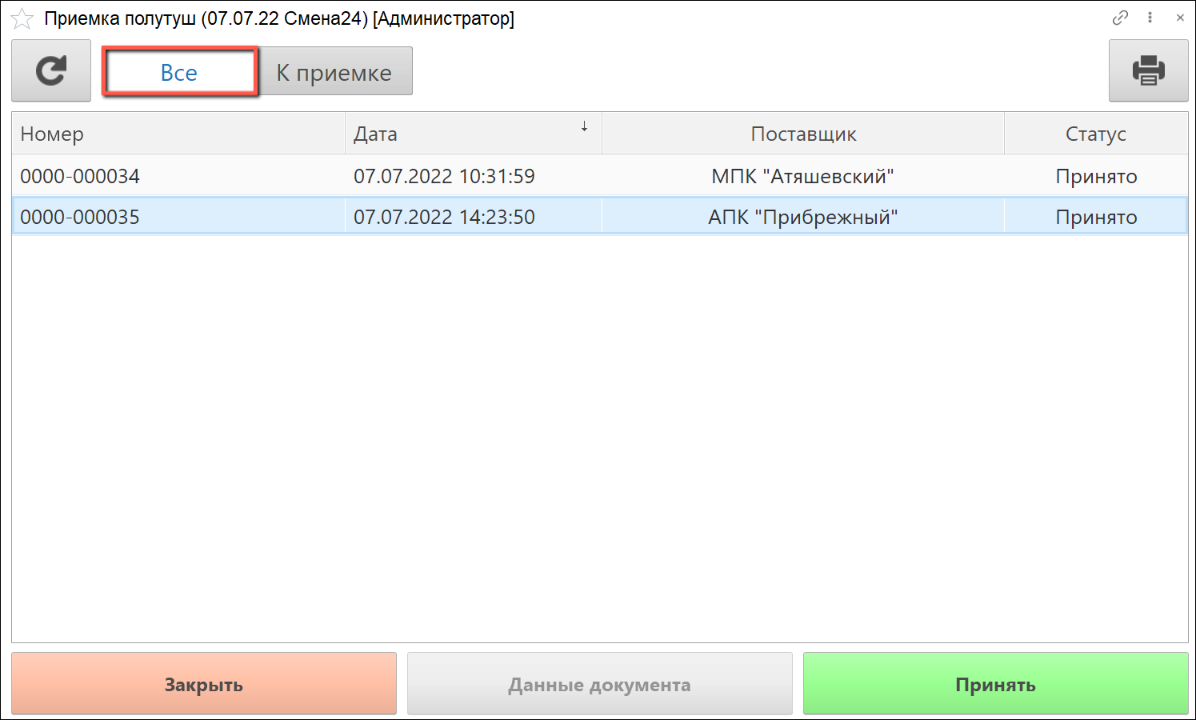 Приемка полутуш (07.07.22 Смена24) [Администратор]
Все К приемке
Номер Дата ↓ Поставщик Статус
0000-000034 07.07.2022 10:31:59 МПК "Атяшевский" Принято
0000-000035 07.07.2022 14:23:50 АПК "Прибрежный" Принято
Закрыть Данные документа Принять